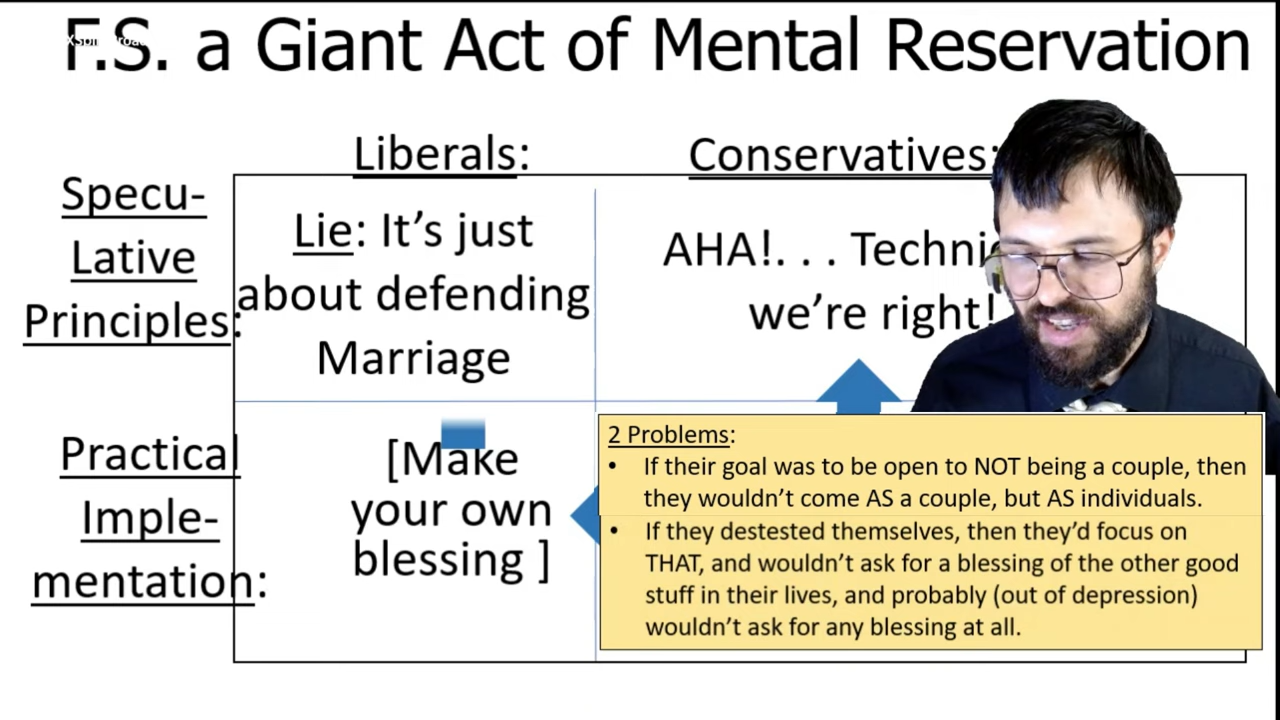 F.S. a Giant Act of Mental Reservation
Liberals:
Conservatives:
Specu-
Lative
Principles:
Lie: It's just
about defending
Marriage
AHA!. . . Techni
we're right!
Practical
Imple-
mentation:
[Make
your own
blessing ]
2 Problems:
• If their goal was to be open to NOT being a couple, then
they wouldn't come AS a couple, but AS individuals.
• If they destested themselves, then they'd focus on
THAT, and wouldn't ask for a blessing of the other good
stuff in their lives, and probably (out of depression)
wouldn't ask for any blessing at all.